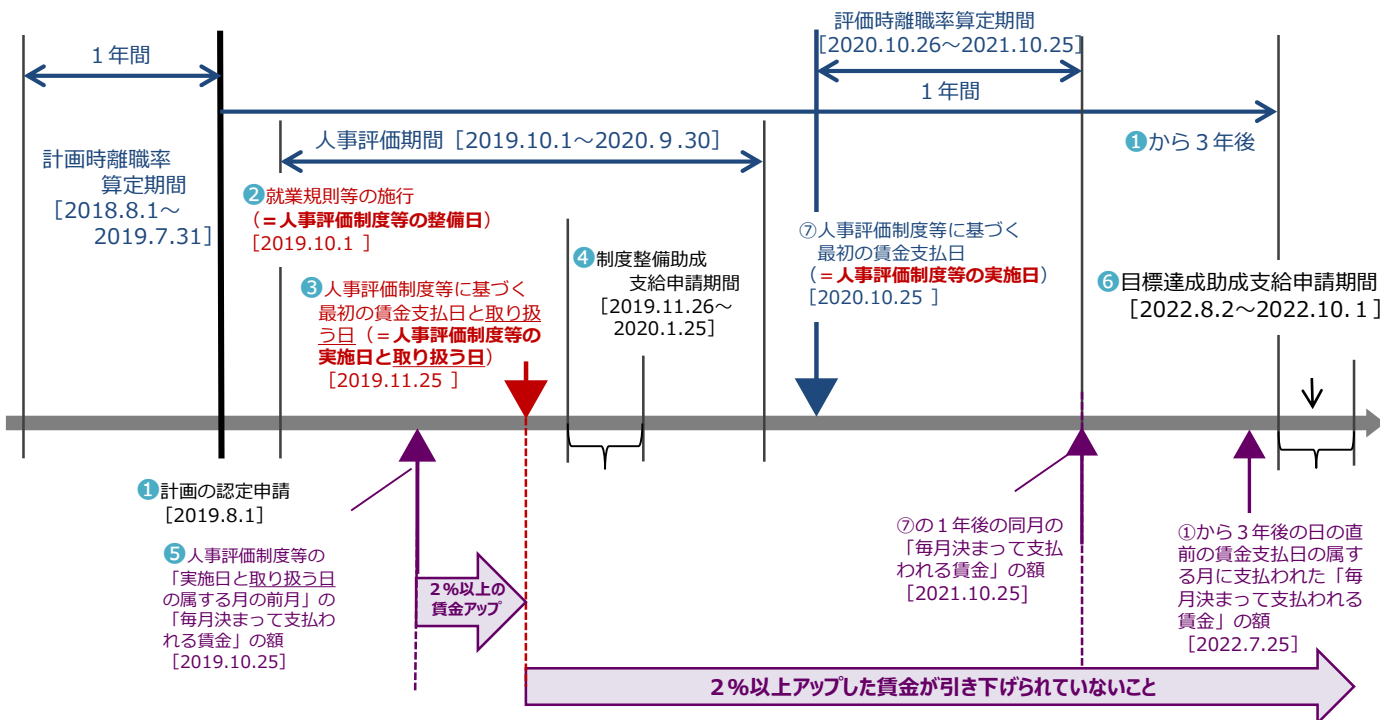 評価時離職率算定期間
[2020.10.26～2021.10.25]
１年間
１年間
人事評価期間［2019.10.1～2020.９.30］
❶から３年後
計画時離職率
算定期間
［2018.8.1～
2019.7.31］
❷就業規則等の施行
（＝人事評価制度等の整備日）
［2019.10.1 ］
❸人事評価制度等に基づく
最初の賃金支払日と取り扱
う日（＝人事評価制度等の
実施日と取り扱う日）
［2019.11.25 ］
❹制度整備助成
支給申請期間
［2019.11.26～
2020.1.25］
⑦人事評価制度等に基づく
最初の賃金支払日
（＝人事評価制度等の実施日）
［2020.10.25 ］
❻目標達成助成支給申請期間
［2022.8.2～2022.10.１］
❶計画の認定申請
［2019.8.1］
❺人事評価制度等の
「実施日と取り扱う日
の属する月の前月」の
「毎月決まって支払わ
れる賃金」の額
［2019.10.25］
２%以上の
賃金アップ
⑦の１年後の同月の
「毎月決まって支払
われる賃金」の額
［2021.10.25］
①から３年後の日の直
前の賃金支払日の属す
る月に支払われた「毎
月決まって支払われる
賃金」の額
［2022.7.25］
２%以上アップした賃金が引き下げられていないこと